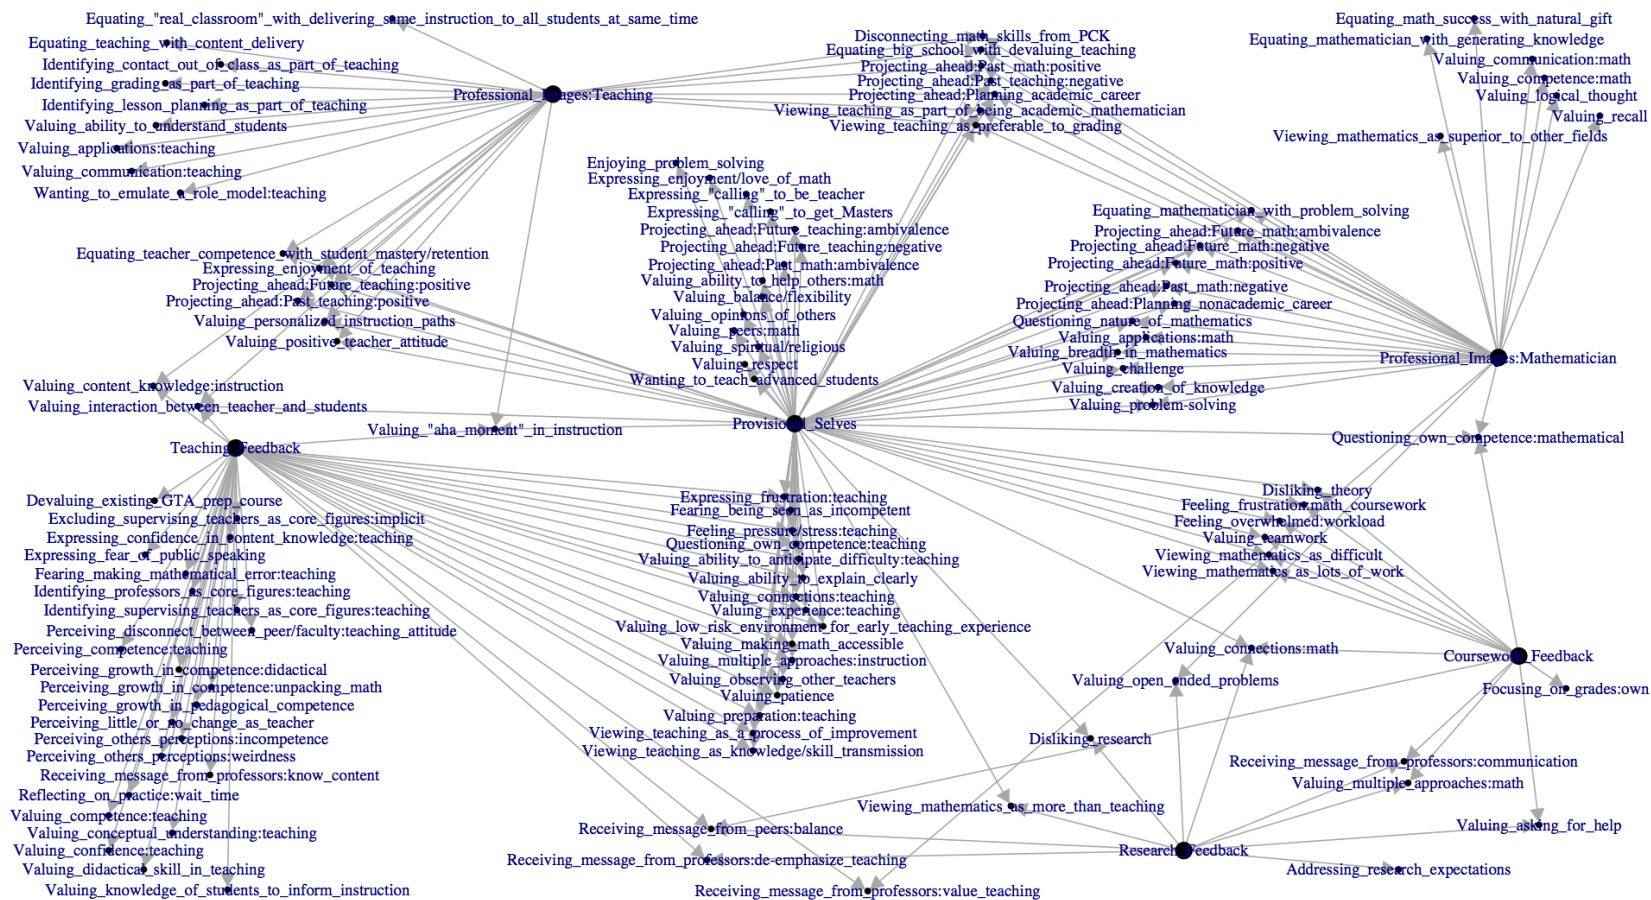 Equating_"real_classroom"_with_delivering_same_instruction_to_all_students_at_same_time
Equating_teaching_with_content_delivery
Identifying_contact_out_of_class_as_part_of_teaching
Identifying_grading_as_part_of_teaching
Identifying_lesson_planning_as_part_of_teaching
Valuing_ability_to_understand_students
Valuing_applications:teaching
Valuing_communication:teaching
Wanting_to_emulate_a_role_model:teaching
Professional_Images:Teaching
Disconnecting_math_skills_from_PCK
Equating_big_school_with_devaluing_teaching
Projecting_ahead:Past_math:positive
Projecting_ahead:Past_teaching:negative
Projecting_ahead:Planning_academic_career
Viewing_teaching_as_part_of_being_academic_mathematician
Viewing_teaching_as_preferable_to_grading
Equating_math_success_with_natural_gift
Equating_mathematician_with_generating_knowledge
Valuing_communication:math
Valuing_competence:math
Valuing_logical_thought
Valuing_recall
Viewing_mathematics_as_superior_to_other_fields
Enjoying_problem_solving
Expressing_enjoyment/love_of_math
Expressing_"calling"_to_be_teacher
Expressing_"calling"_to_get_Masters
Projecting_ahead:Future_teaching:ambivalence
Projecting_ahead:Future_teaching:negative
Projecting_ahead:Past_math:ambivalence
Valuing_ability_to_help_others:math
Valuing_balance/flexibility
Valuing_opinions_of_others
Valuing_peers:math
Valuing_spiritual/religious
Valuing_respect
Wanting_to_teach_advanced_students
Equating_mathematician_with_problem_solving
Projecting_ahead:Future_math:ambivalence
Projecting_ahead:Future_math:negative
Projecting_ahead:Future_math:positive
Projecting_ahead:Past_math:negative
Projecting_ahead:Planning_nonacademic_career
Questioning_nature_of_mathematics
Valuing_applications:math
Valuing_breadth_in_mathematics
Valuing_challenge
Valuing_creation_of_knowledge
Valuing_problem-solving
Professional_Images:Mathematician
Equating_teacher_competence_with_student_mastery/retention
Expressing_enjoyment_of_teaching
Projecting_ahead:Future_teaching:positive
Projecting_ahead:Past_teaching:positive
Valuing_personalized_instruction_paths
Valuing_positive_teacher_attitude
Valuing_content_knowledge:instruction
Valuing_interaction_between_teacher_and_students
Valuing_"aha_moment"_in_instruction
Provisional_Selves
Questioning_own_competence:mathematical
Teaching_Feedback
Devaluing_existing_GTA_prep_course
Excluding_supervising_teachers_as_core_figures:implicit
Expressing_confidence_in_content_knowledge:teaching
Expressing_fear_of_public_speaking
Fearing_making_mathematical_error:teaching
Identifying_professors_as_core_figures:teaching
Identifying_supervising_teachers_as_core_figures:teaching
Perceiving_disconnect_between_peer/faculty:teaching_attitude
Perceiving_competence:teaching
Perceiving_growth_in_competence:didactical
Perceiving_growth_in_competence:unpacking_math
Perceiving_growth_in_pedagogical_competence
Perceiving_little_or_no_change_as_teacher
Perceiving_others_perceptions:incompetence
Perceiving_others_perceptions:weirdness
Receiving_message_from_professors:know_content
Reflecting_on_practice:wait_time
Valuing_competence:teaching
Valuing_conceptual_understanding:teaching
Valuing_confidence:teaching
Valuing_didactical_skill_in_teaching
Valuing_knowledge_of_students_to_inform_instruction
Expressing_frustration:teaching
Fearing_being_seen_as_incompetent
Feeling_pressure/stress:teaching
Questioning_own_competence:teaching
Valuing_ability_to_anticipate_difficulty:teaching
Valuing_ability_to_explain_clearly
Valuing_connections:teaching
Valuing_experience:teaching
Valuing_low_risk_environment_for_early_teaching_experience
Valuing_making_math_accessible
Valuing_multiple_approaches:instruction
Valuing_observing_other_teachers
Valuing_patience
Valuing_preparation:teaching
Viewing_teaching_as_a_process_of_improvement
Viewing_teaching_as_knowledge/skill_transmission
Disliking_theory
Feeling_frustration:math_coursework
Feeling_overwhelmed:workload
Valuing_teamwork
Viewing_mathematics_as_difficult
Viewing_mathematics_as_lots_of_work
Valuing_connections:math
Coursework_Feedback
Valuing_open_ended_problems
Focusing_on_grades:own
Disliking_research
Receiving_message_from_professors:communication
Valuing_multiple_approaches:math
Viewing_mathematics_as_more_than_teaching
Valuing_asking_for_help
Receiving_message_from_peers:balance
Research_Feedback
Receiving_message_from_professors:de-emphasize_teaching
Addressing_research_expectations
Receiving_message_from_professors:value_teaching